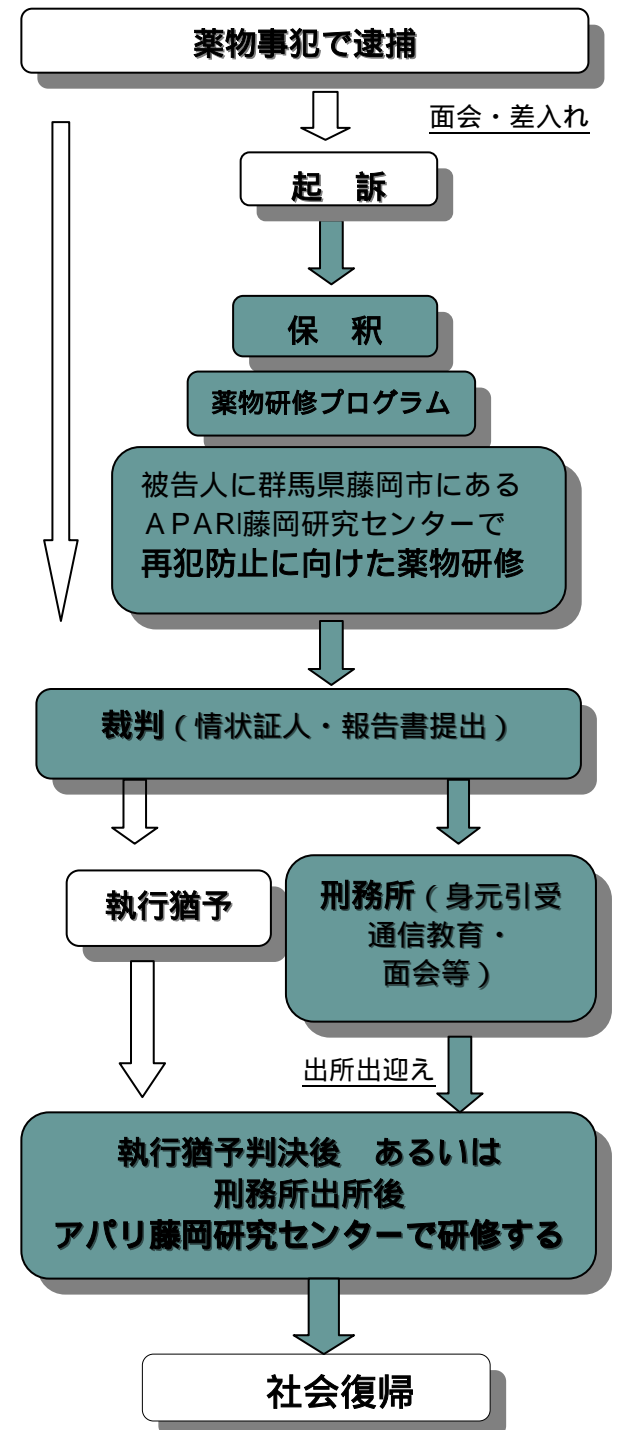 薬物事犯で逮捕
面会・差入れ
起　訴
保　釈
薬物研修プログラム
被告人に群馬県藤岡市にある
ＡPARI藤岡研究センターで
再犯防止に向けた薬物研修
裁判（情状証人・報告書提出）
執行猶予
刑務所（身元引受
通信教育・
面会等）
出所出迎え
執行猶予判決後　あるいは
刑務所出所後
アパリ藤岡研究センターで研修する
社会復帰